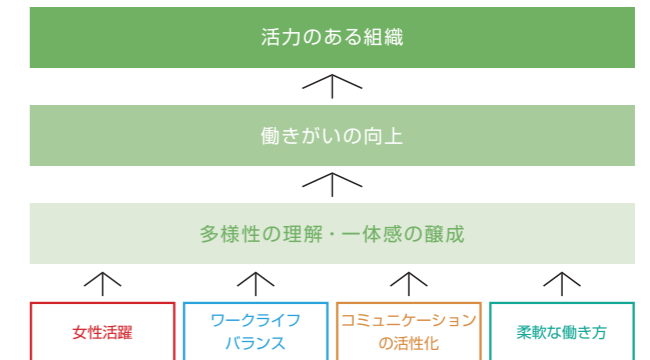 活力のある組織
働きがいの向上
多様性の理解・一体感の醸成
女性活躍
ワークライフ
バランス
コミュニケーション
の活性化
柔軟な働き方